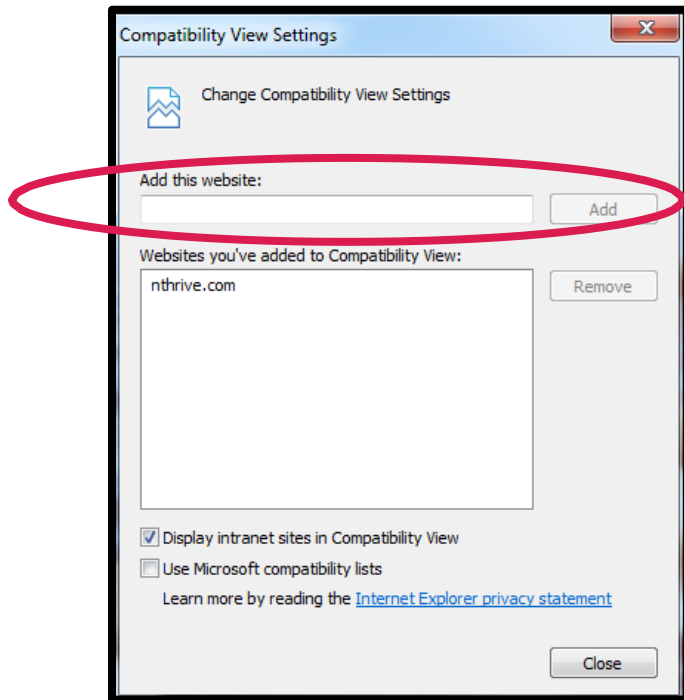 Compatibility View Settings
Change Compatibility View Settings
Add this website:
Add
Websites you've added to Compatibility View:
nthrive.com
Remove
Display intranet sites in Compatibility View
Use Microsoft compatibility lists
Learn more by reading the Internet Explorer privacy statement
Close